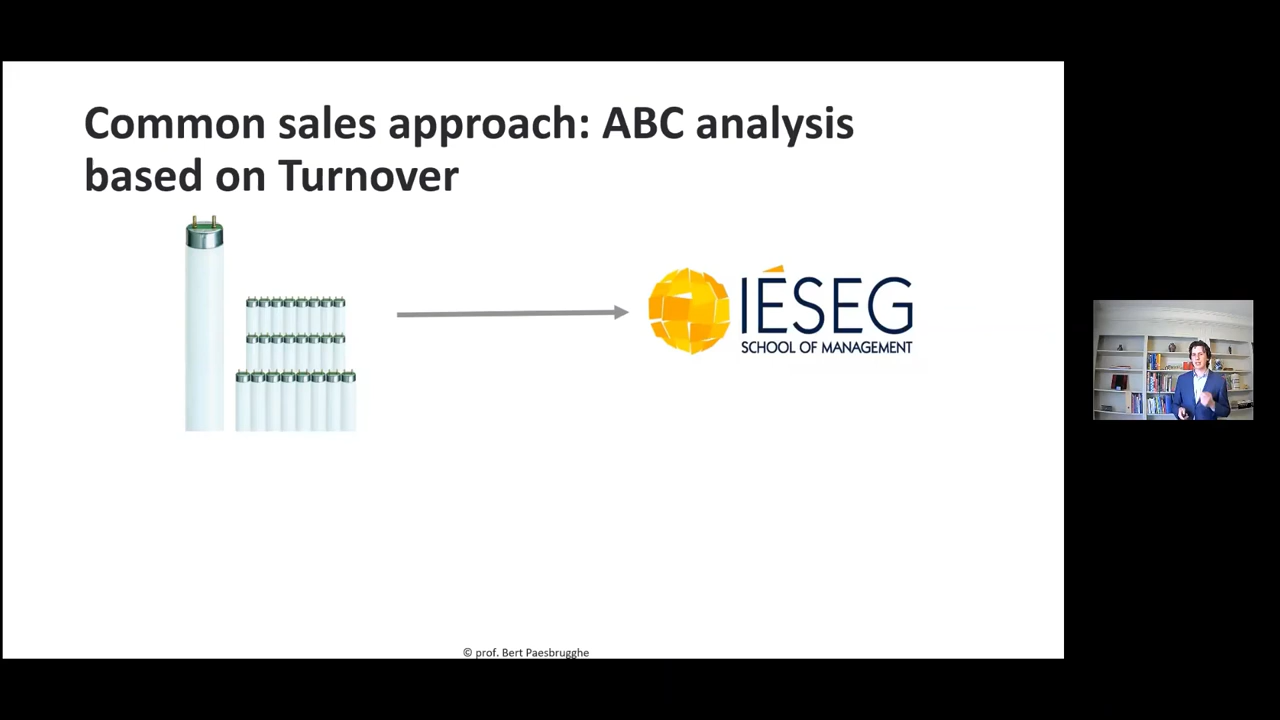 Common sales approach: ABC analysis
based on Turnover
IÉSEG
SCHOOL OF MANAGEMENT
© prof. Bert Paesbrugghe